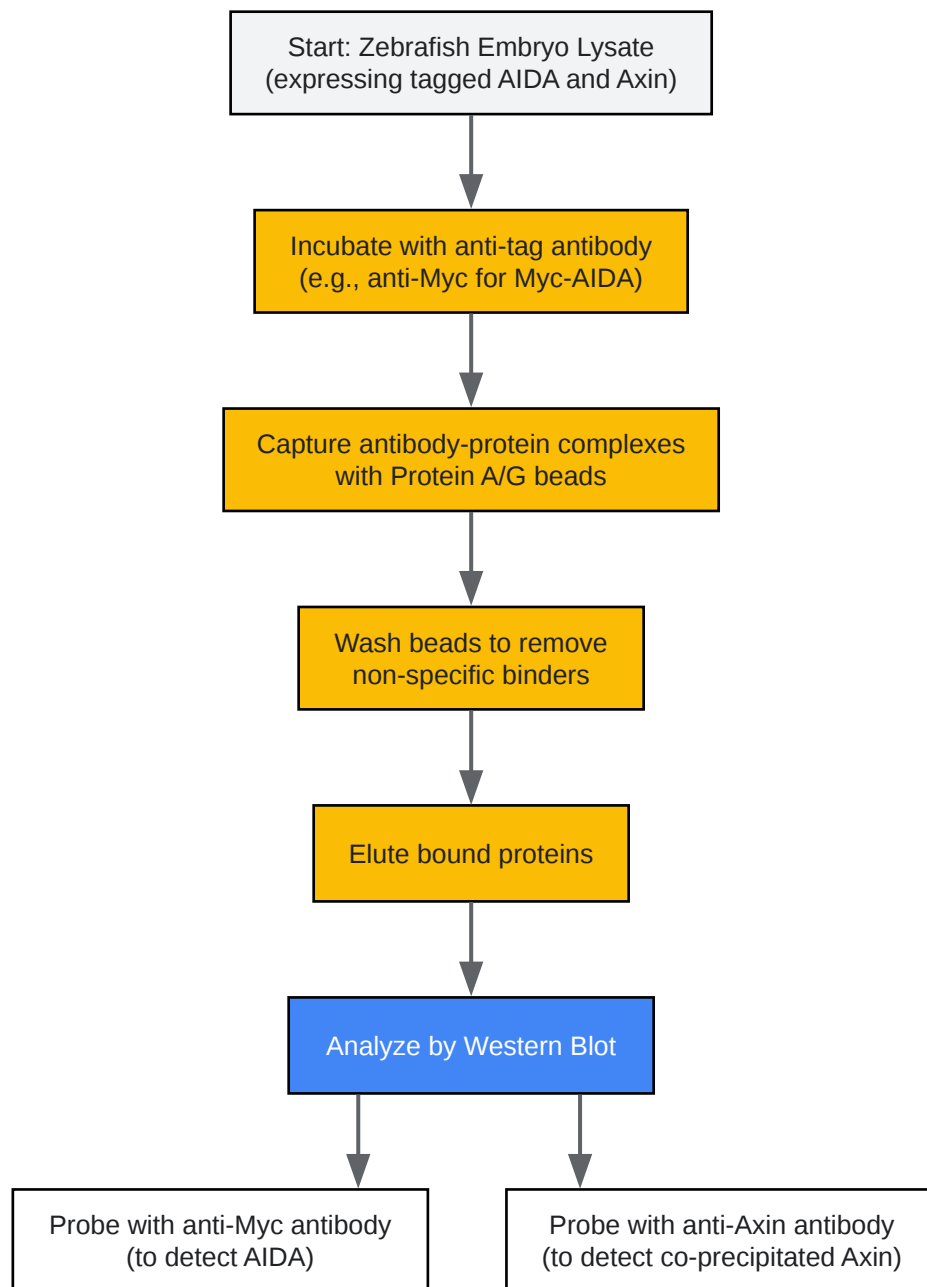 Start: Zebrafish Embryo Lysate
(expressing tagged AIDA and Axin)
Incubate with anti-tag antibody
(e.g., anti-Myc for Myc-AIDA)
Capture antibody-protein complexes
with Protein A/G beads
Wash beads to remove
non-specific binders
Elute bound proteins
Analyze by Western Blot
Probe with anti-Myc antibody
(to detect AIDA)
Probe with anti-Axin antibody
(to detect co-precipitated Axin)